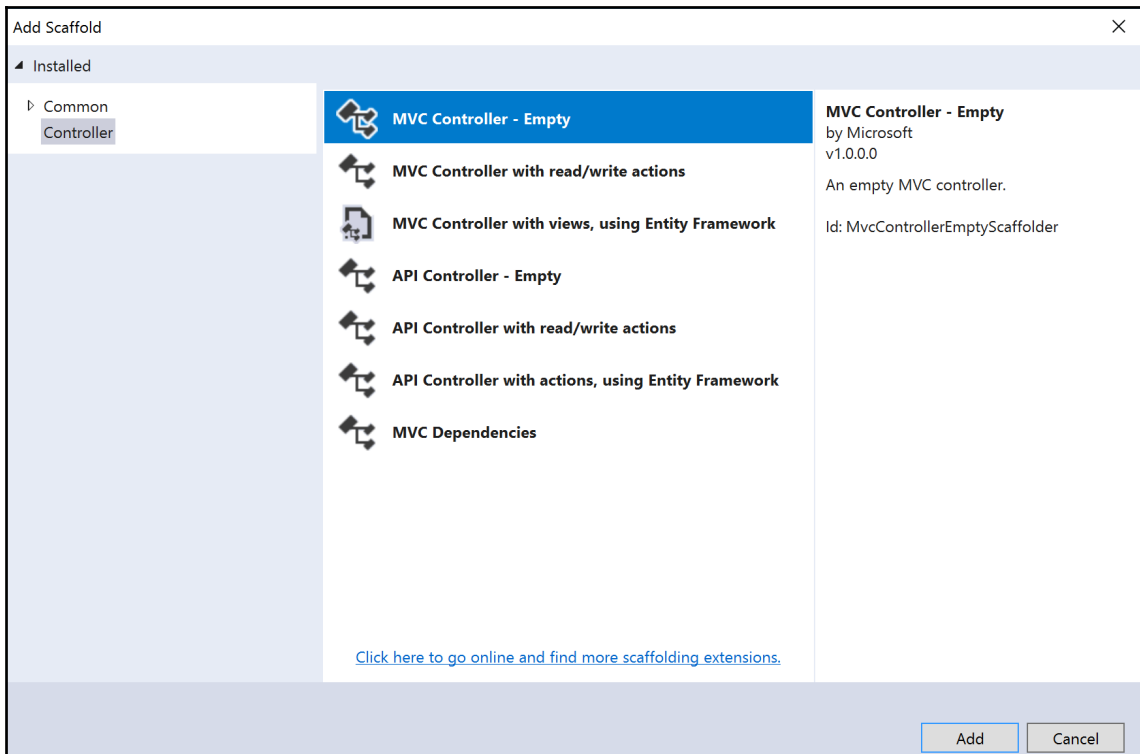 Add Scaffold
Installed
Common
Controller
MVC Controller - Empty
MVC Controller with read/write actions
MVC Controller with views, using Entity Framework
API Controller - Empty
API Controller with read/write actions
API Controller with actions, using Entity Framework
MVC Dependencies
Click here to go online and find more scaffolding extensions.
MVC Controller - Empty
by Microsoft
v1.0.0.0
An empty MVC controller.
Id: MvcControllerEmptyScaffolder
Add
Cancel